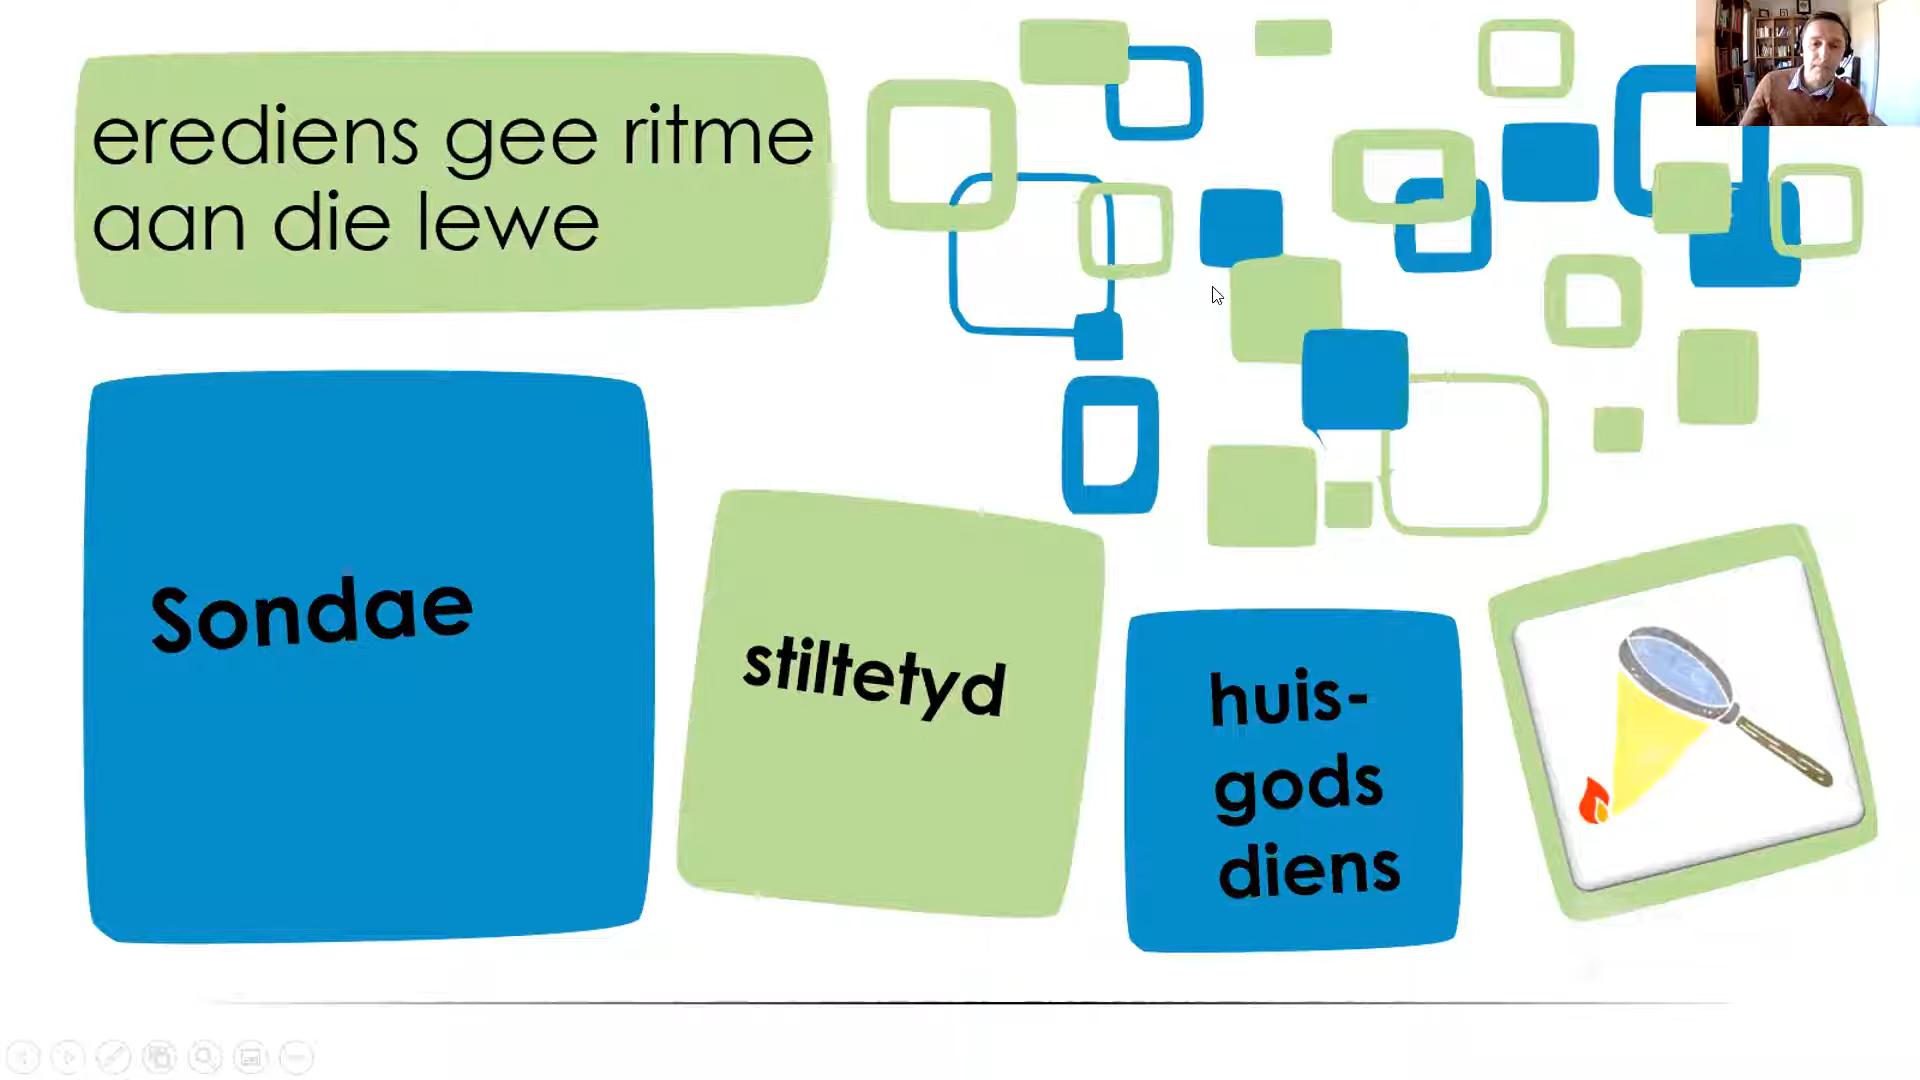 erediens gee ritme
aan die lewe
Sondae
stiltetyd
huis-
gods
diens